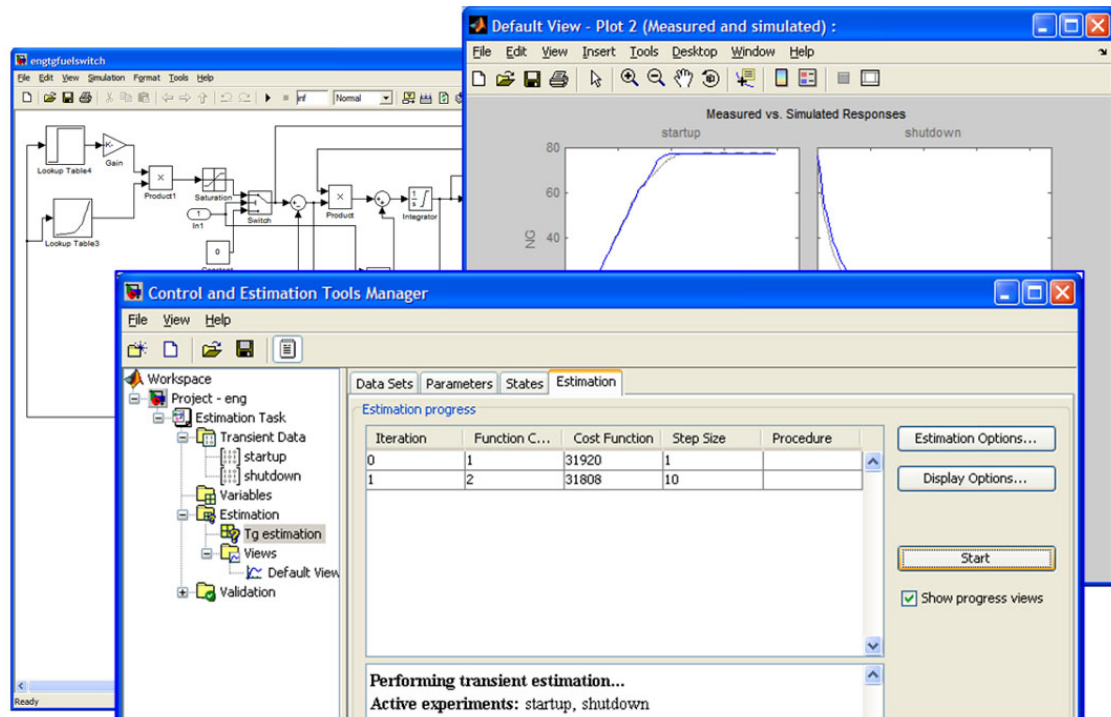 engtgfuelswitch
File Edit View Simulation Format Tools Help
inf Normal
Lookup Table4
K-
Gain
×
Product1
Saturation
Lookup Table3
1
In1
Switch
0
×
Product
1
s
Integrator
Ready
Default View - Plot 2 (Measured and simulated) :
File Edit View Insert Tools Desktop Window Help
Measured vs. Simulated Responses
startup shutdown
80
60
40
NG
Control and Estimation Tools Manager
File View Help
Workspace
Project - eng
Estimation Task
Transient Data
startup
shutdown
Variables
Estimation
Tg estimation
Views
Default View
Validation
Data Sets Parameters States Estimation
Estimation progress
Iteration Function C... Cost Function Step Size Procedure
0 1 31920 1
1 2 31808 10
Estimation Options...
Display Options...
Start
Show progress views
Performing transient estimation...
Active experiments: startup, shutdown